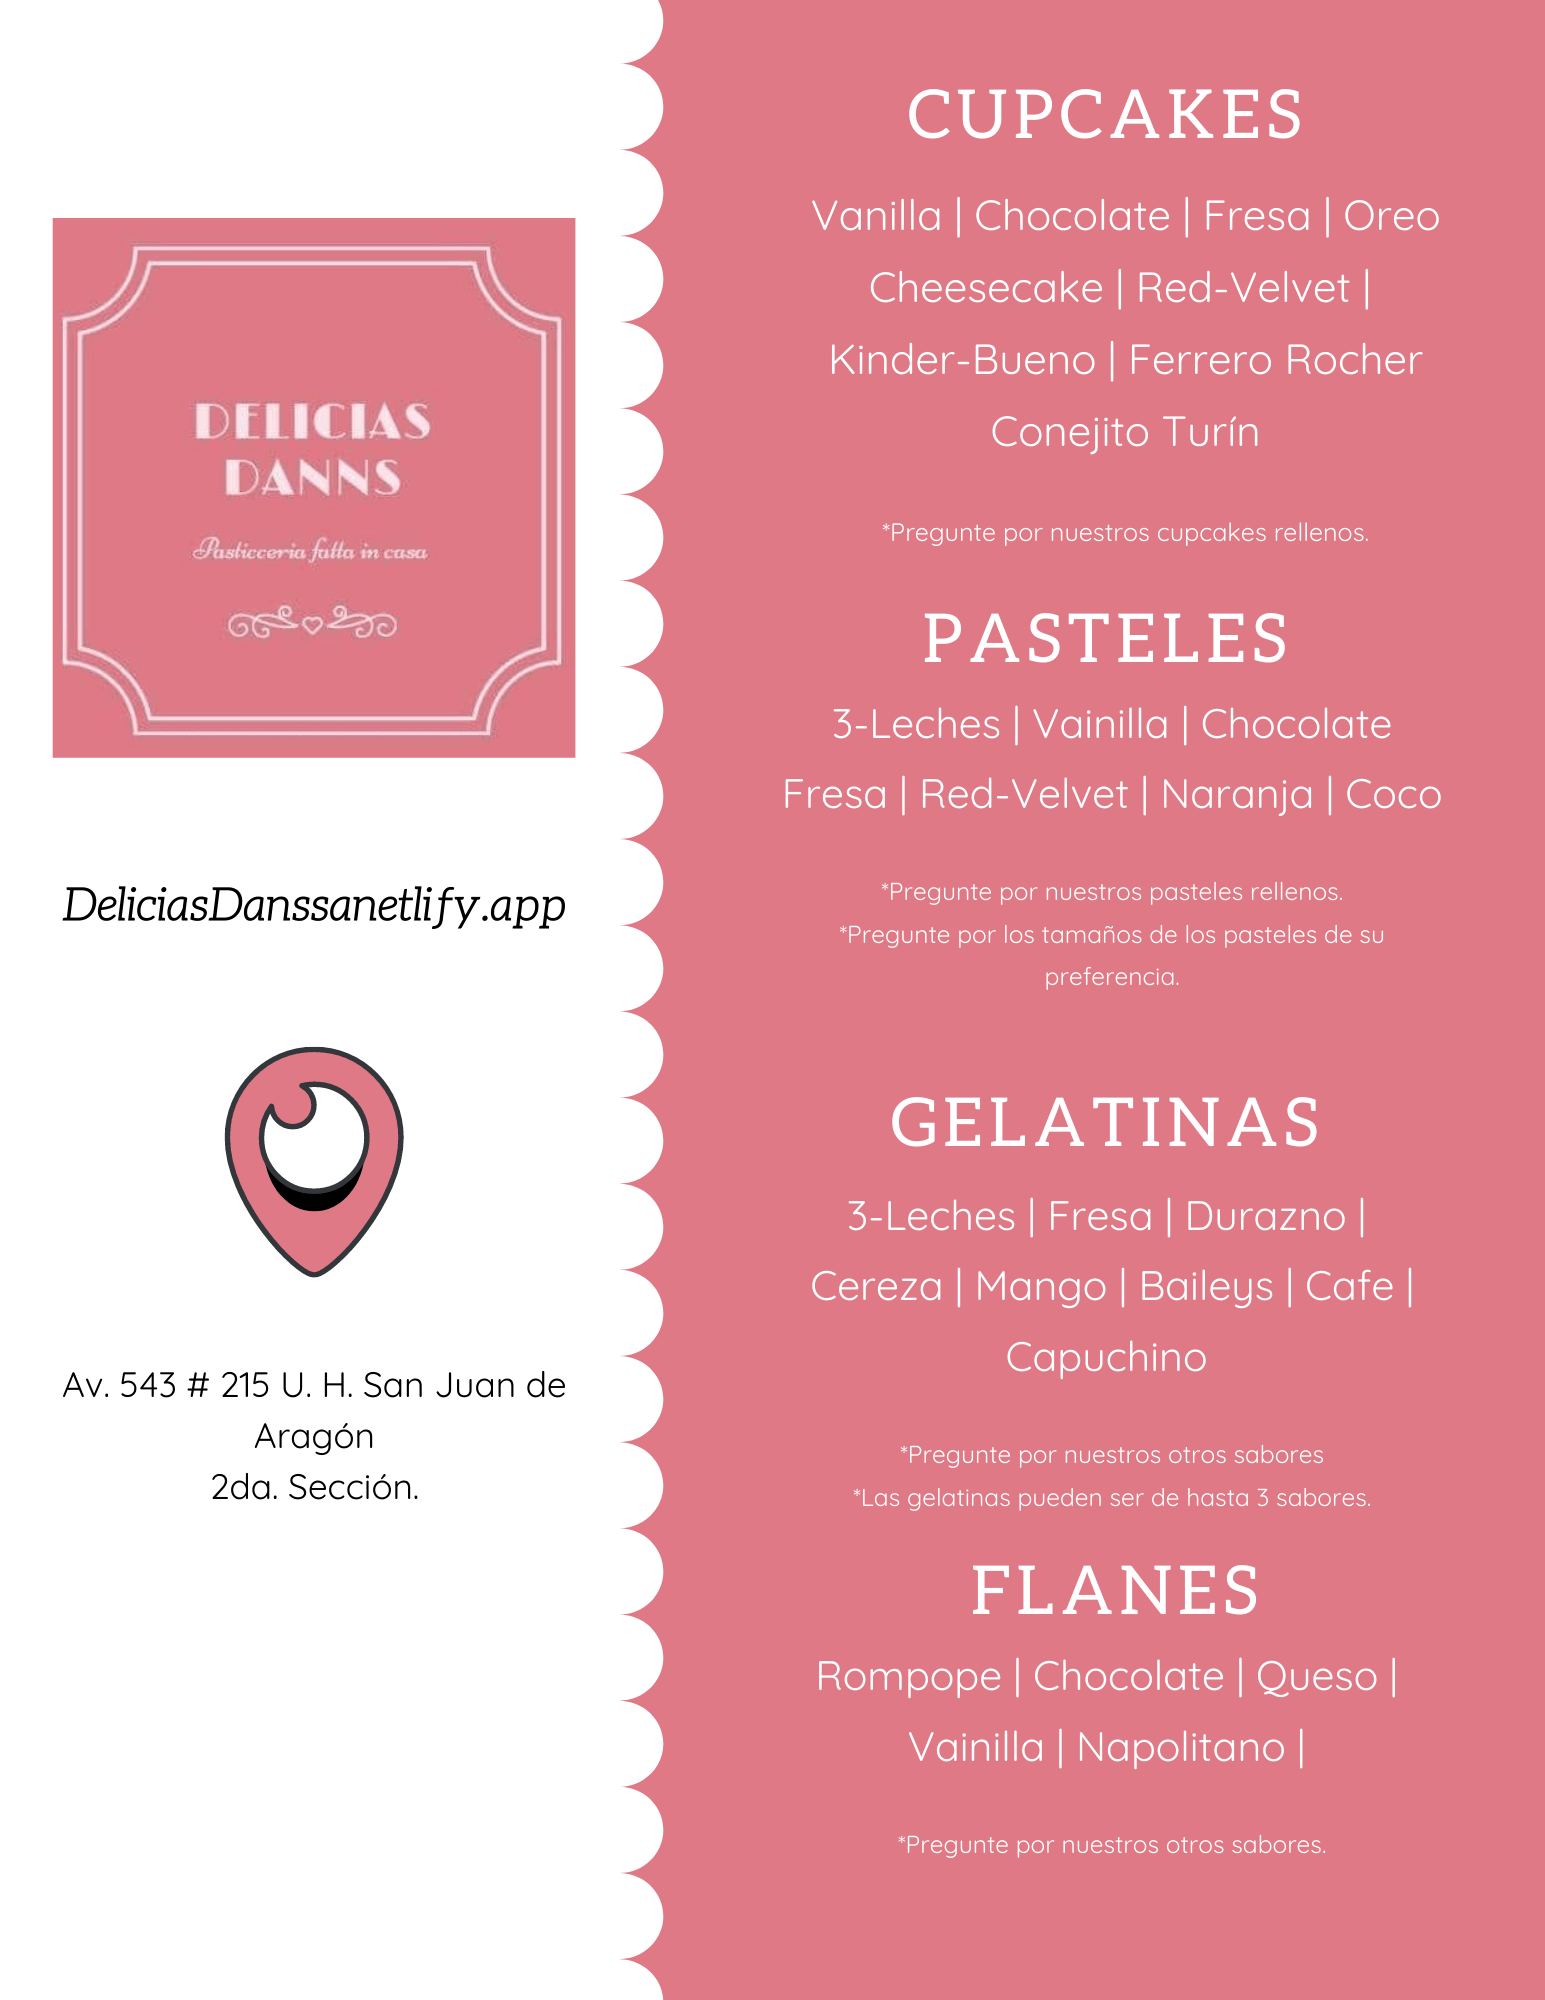 DELICIAS
DANNS
Pasticceria fatta in casa
DeliciasDanssanetlify.app
Av. 543 # 215 U. H. San Juan de
Aragón
2da. Sección.
CUPCAKES
Vanilla | Chocolate | Fresa | Oreo
Cheesecake | Red-Velvet |
Kinder-Bueno | Ferrero Rocher
Conejito Turín
*Pregunte por nuestros cupcakes rellenos.
PASTELES
3-Leches | Vainilla | Chocolate
Fresa | Red-Velvet | Naranja | Coco
*Pregunte por nuestros pasteles rellenos.
*Pregunte por los tamaños de los pasteles de su
preferencia.
GELATINAS
3-Leches | Fresa | Durazno |
Cereza | Mango | Baileys | Cafe |
Capuchino
*Pregunte por nuestros otros sabores
*Las gelatinas pueden ser de hasta 3 sabores.
FLANES
Rompope | Chocolate | Queso |
Vainilla | Napolitano |
*Pregunte por nuestros otros sabores.